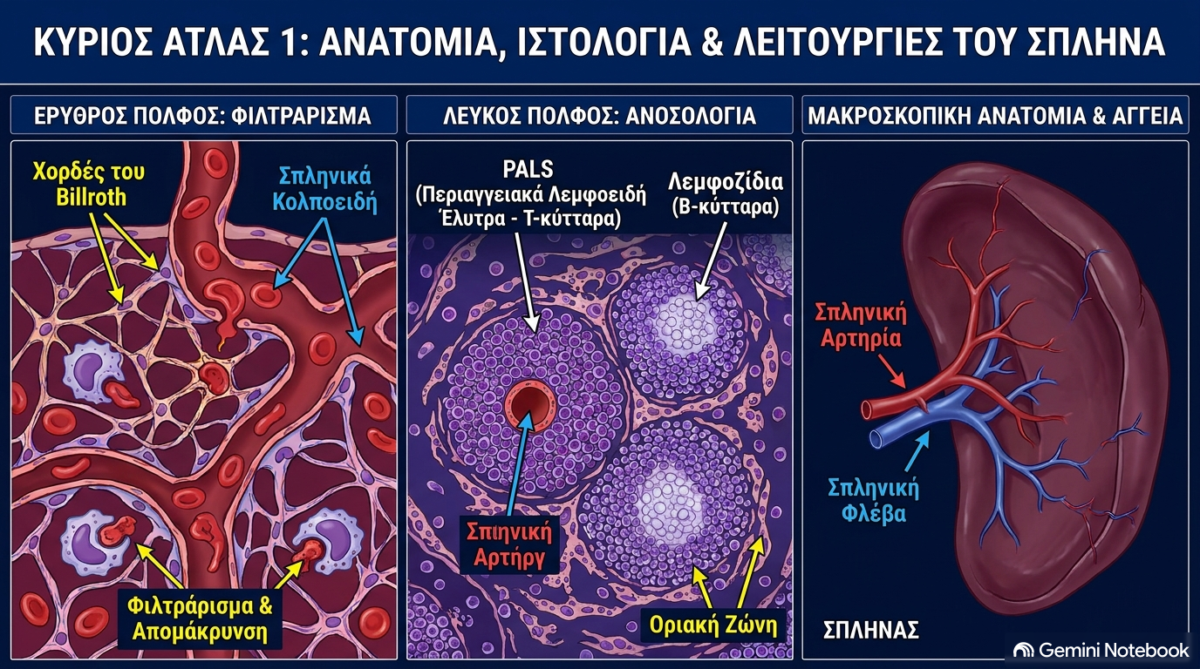 ΚΥΡΙΟΣ ΑΤΛΑΣ 1: ΑΝΑΤΟΜΙΑ, ΙΣΤΟΛΟΓΙΑ & ΛΕΙΤΟΥΡΓΙΕΣ ΤΟΥ ΣΠΛΗΝΑ
ΕΡΥΘΡΟΣ ΠΟΛΦΟΣ: ΦΙΛΤΡΑΡΙΣΜΑ
Χορδές του
Billroth
Σπληνικά
Κολποειδή
Φιλτράρισμα &
Απομάκρυνση
ΛΕΥΚΟΣ ΠΟΛΦΟΣ: ΑΝΟΣΟΛΟΓΙΑ
PALS
(Περιαγγειακά Λεμφοειδή
Έλυτρα - Τ-κύτταρα)
Λεμφοζίδια
(Β-κύτταρα)
Σπηνική
Αρτήργ
Οριακή Ζώνη
ΜΑΚΡΟΣΚΟΠΙΚΗ ΑΝΑΤΟΜΙΑ & ΑΓΓΕΙΑ
Σπληνική
Αρτηρία
Σπληνική
Φλέβα
ΣΠΛΗΝΑΣ
Gemini Notebook